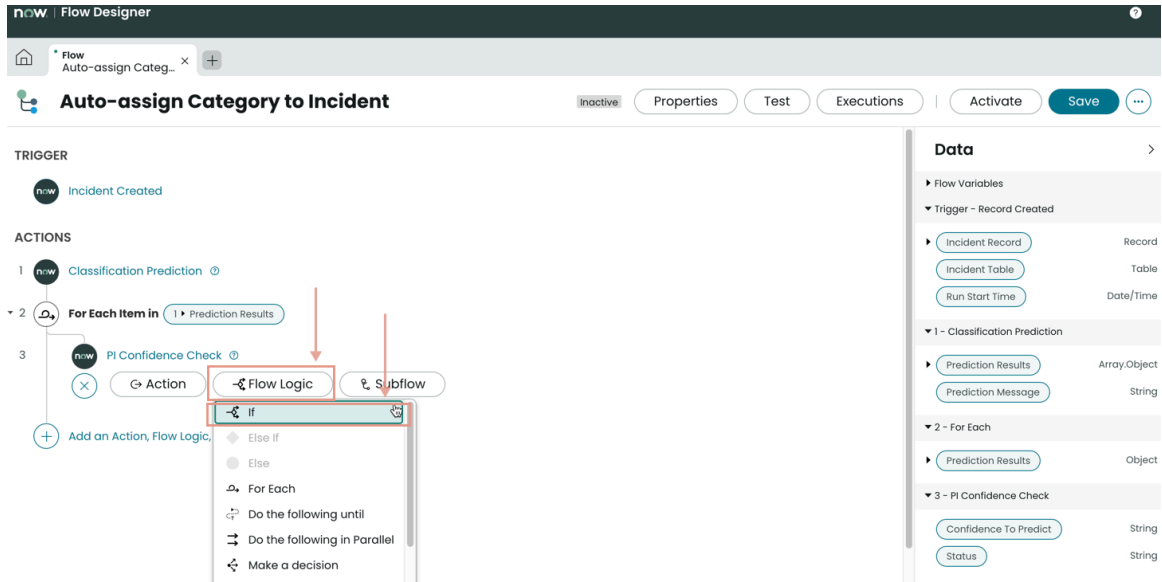 now. | Flow Designer
?
* Flow
Auto-assign Categ... × +
Auto-assign Category to Incident
Inactive Properties Test Executions | Activate Save ...
TRIGGER
now Incident Created
ACTIONS
1 now Classification Prediction ?
2 For Each Item in 1 ▸ Prediction Results
3 now PI Confidence Check ?
Action Flow Logic Subflow
If
Else If
Else
For Each
Do the following until
Do the following in Parallel
Make a decision
+ Add an Action, Flow Logic,
Data >
Flow Variables
Trigger - Record Created
Incident Record Record
Incident Table Table
Run Start Time Date/Time
1 - Classification Prediction
Prediction Results Array.Object
Prediction Message String
2 - For Each
Prediction Results Object
3 - PI Confidence Check
Confidence To Predict String
Status String